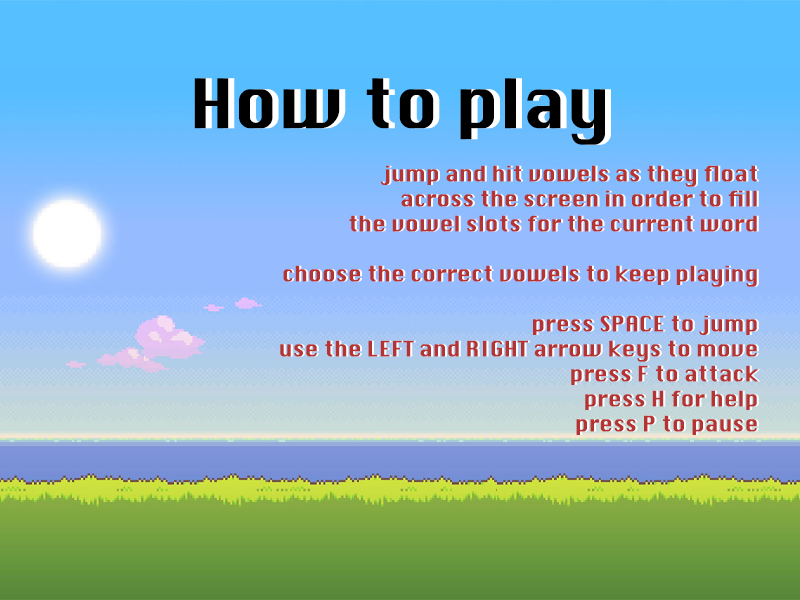 How to play
jump and hit vowels as they float
across the screen in order to fill
the vowel slots for the current word
choose the correct vowels to keep playing
press SPACE to jump
use the LEFT and RIGHT arrow keys to move
press F to attack
press H for help
press P to pause